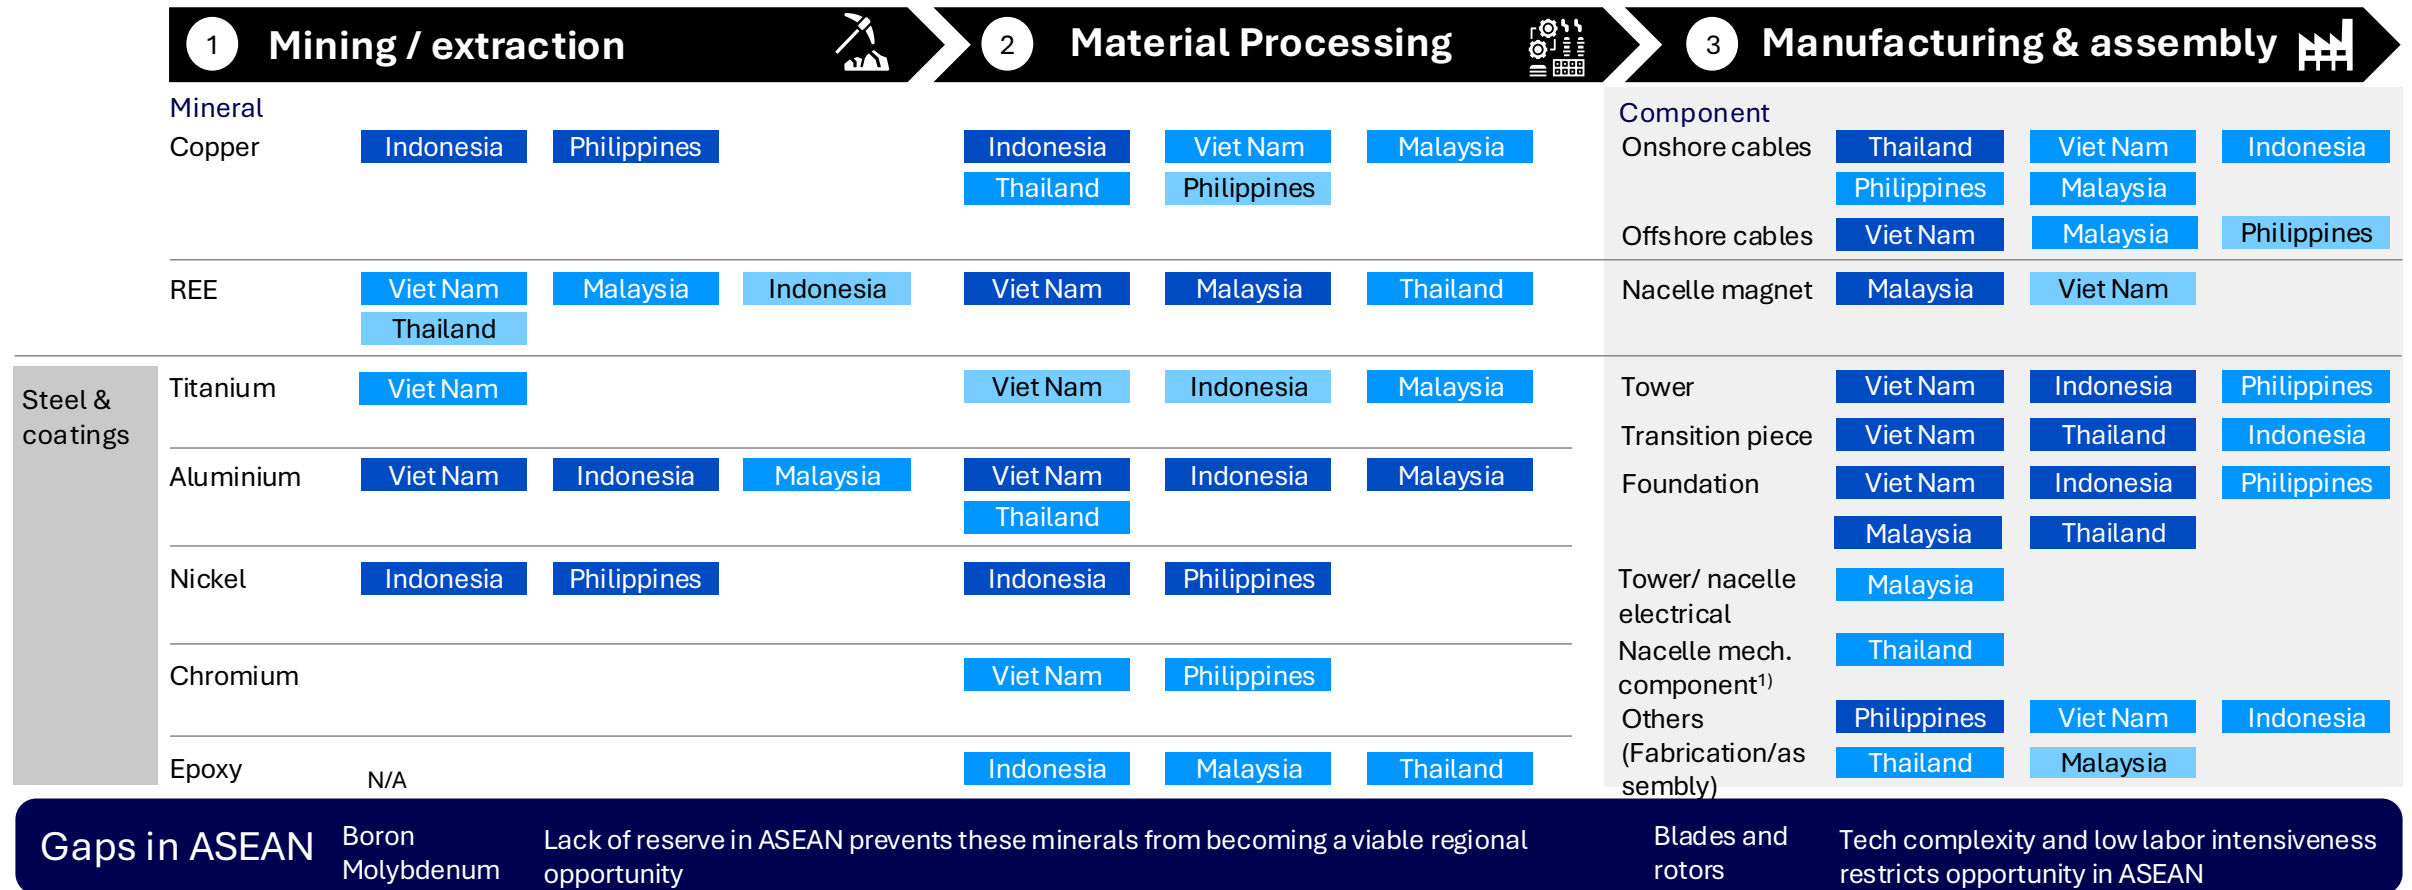 1 Mining / extraction
2 Material Processing
3 Manufacturing & assembly
Mineral
Component
Copper
Indonesia Philippines
Indonesia Viet Nam Malaysia
Thailand Philippines
Onshore cables
Thailand Viet Nam Indonesia
Philippines Malaysia
Offshore cables
Viet Nam Malaysia Philippines
REE
Viet Nam Malaysia Indonesia
Thailand
Viet Nam Malaysia Thailand
Nacelle magnet
Malaysia Viet Nam
Steel &
coatings
Titanium
Viet Nam
Viet Nam Indonesia Malaysia
Aluminium
Viet Nam Indonesia Malaysia
Viet Nam Indonesia Malaysia
Thailand
Nickel
Indonesia Philippines
Indonesia Philippines
Chromium
Viet Nam Philippines
Epoxy
N/A
Indonesia Malaysia Thailand
Tower
Viet Nam Indonesia Philippines
Transition piece
Viet Nam Thailand Indonesia
Foundation
Viet Nam Indonesia Philippines
Malaysia Thailand
Tower/ nacelle
electrical
Malaysia
Nacelle mech.
component¹⁾
Thailand
Others
(Fabrication/as
sembly)
Philippines Viet Nam Indonesia
Thailand Malaysia
Gaps in ASEAN
Boron
Molybdenum
Lack of reserve in ASEAN prevents these minerals from becoming a viable regional
opportunity
Blades and
rotors
Tech complexity and low labor intensiveness
restricts opportunity in ASEAN